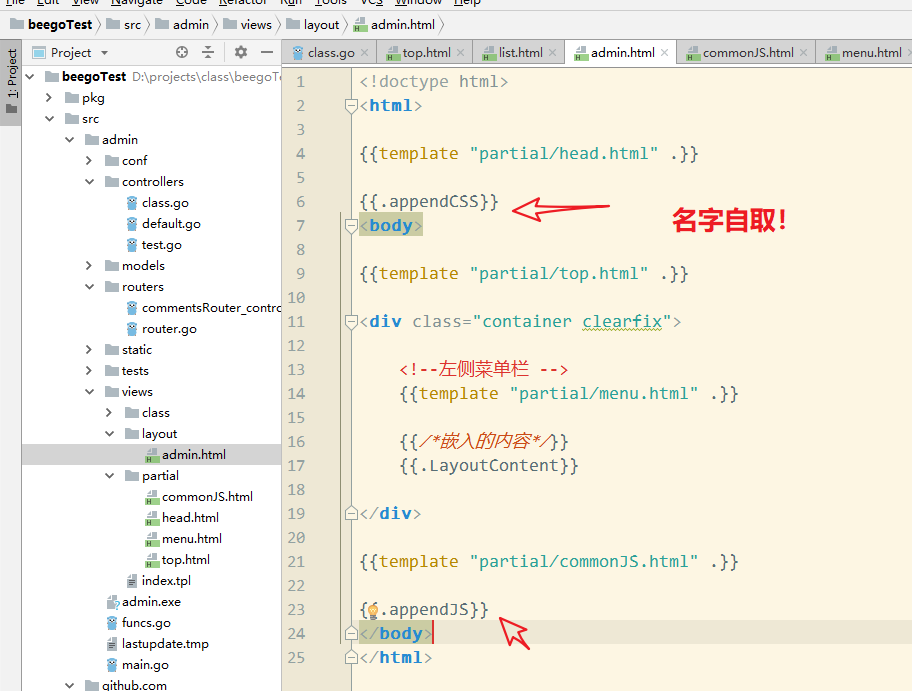 Edit View Navigate Code Refactor Run Tools VCS Window Help
beegoTest src admin views layout admin.html
1: Project
Project
class.go top.html list.html admin.html commonJS.html menu.html
beegoTest D:\projects\class\beegoTe
pkg
src
admin
conf
controllers
class.go
default.go
test.go
models
routers
commentsRouter_contro
router.go
static
tests
views
class
layout
admin.html
partial
commonJS.html
head.html
menu.html
top.html
index.tpl
admin.exe
funcs.go
lastupdate.tmp
main.go
github.com
1 <!doctype html>
2 <html>
3
4 {{template "partial/head.html" .}}
5
6 {{.appendCSS}}
7 <body>
8
9 {{template "partial/top.html" .}}
10
11 <div class="container clearfix">
12
13 <!--左侧菜单栏 -->
14 {{template "partial/menu.html" .}}
15
16 {{/*嵌入的内容*/}}
17 {{.LayoutContent}}
18
19 </div>
20
21 {{template "partial/commonJS.html" .}}
22
23 {{.appendJS}}
24 </body>
25 </html>
名字自取！